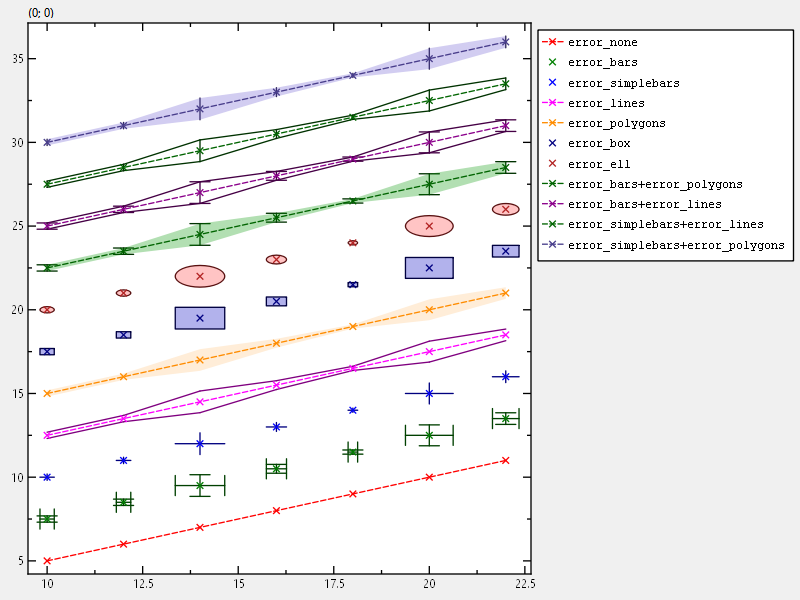 (0; 0)
35
30
25
20
15
10
5
10
12.5
15
17.5
20
22.5
error_none
error_bars
error_simplebars
error_lines
error_polygons
error_box
error_ell
error_bars+error_polygons
error_bars+error_lines
error_simplebars+error_lines
error_simplebars+error_polygons